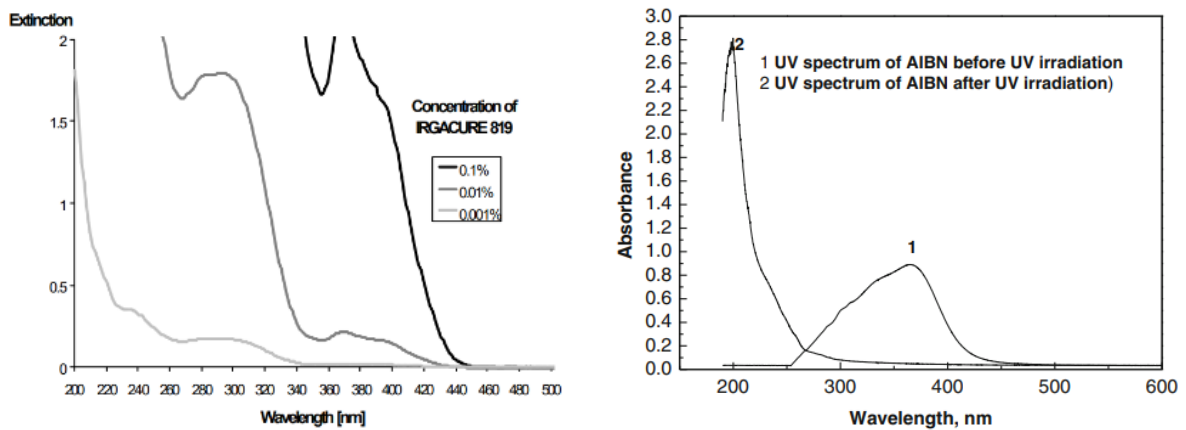 Extinction
2
1.5
1
0.5
0
200 220 240 260 280 300 320 340 360 380 400 420 440 460 480 500
Wavelength [nm]
Concentration of
IRGACURE 819
0.1%
0.01%
0.001%
3.0
2.8
2.6
2.4
2.2
2.0
1.8
1.6
1.4
1.2
1.0
0.8
0.6
0.4
0.2
0.0
Absorbance
2
1 UV spectrum of AIBN before UV irradiation
2 UV spectrum of AIBN after UV irradiation)
1
200 300 400 500 600
Wavelength, nm